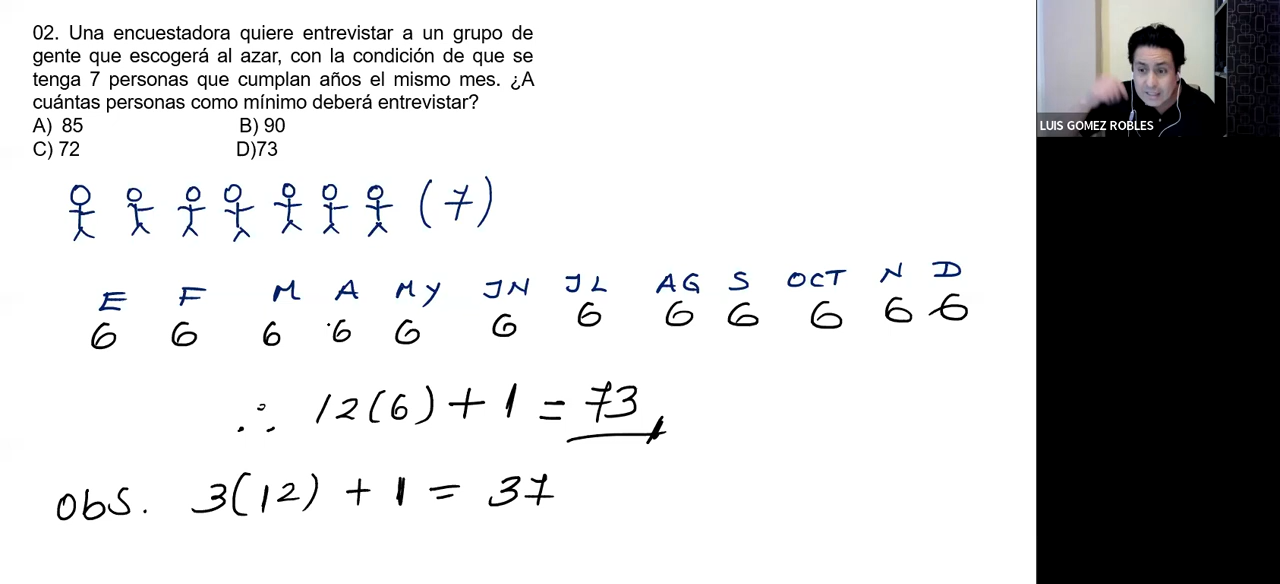 02. Una encuestadora quiere entrevistar a un grupo de
gente que escogerá al azar, con la condición de que se
tenga 7 personas que cumplan años el mismo mes. ¿A
cuántas personas como mínimo deberá entrevistar?
A) 85 B) 90
C) 72 D)73
(7)
E F M A MY JN JL AG S OCT N D
6 6 6 6 6 6 6 6 6 6 6 6
∴ 12(6) + 1 = 73
Obs. 3(12) + 1 = 37
LUIS GOMEZ ROBLES